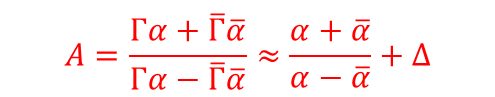 A = (Γα + Γ̄ᾱ)/(Γα − Γ̄ᾱ) ≈ (α + ᾱ)/(α − ᾱ) + Δ